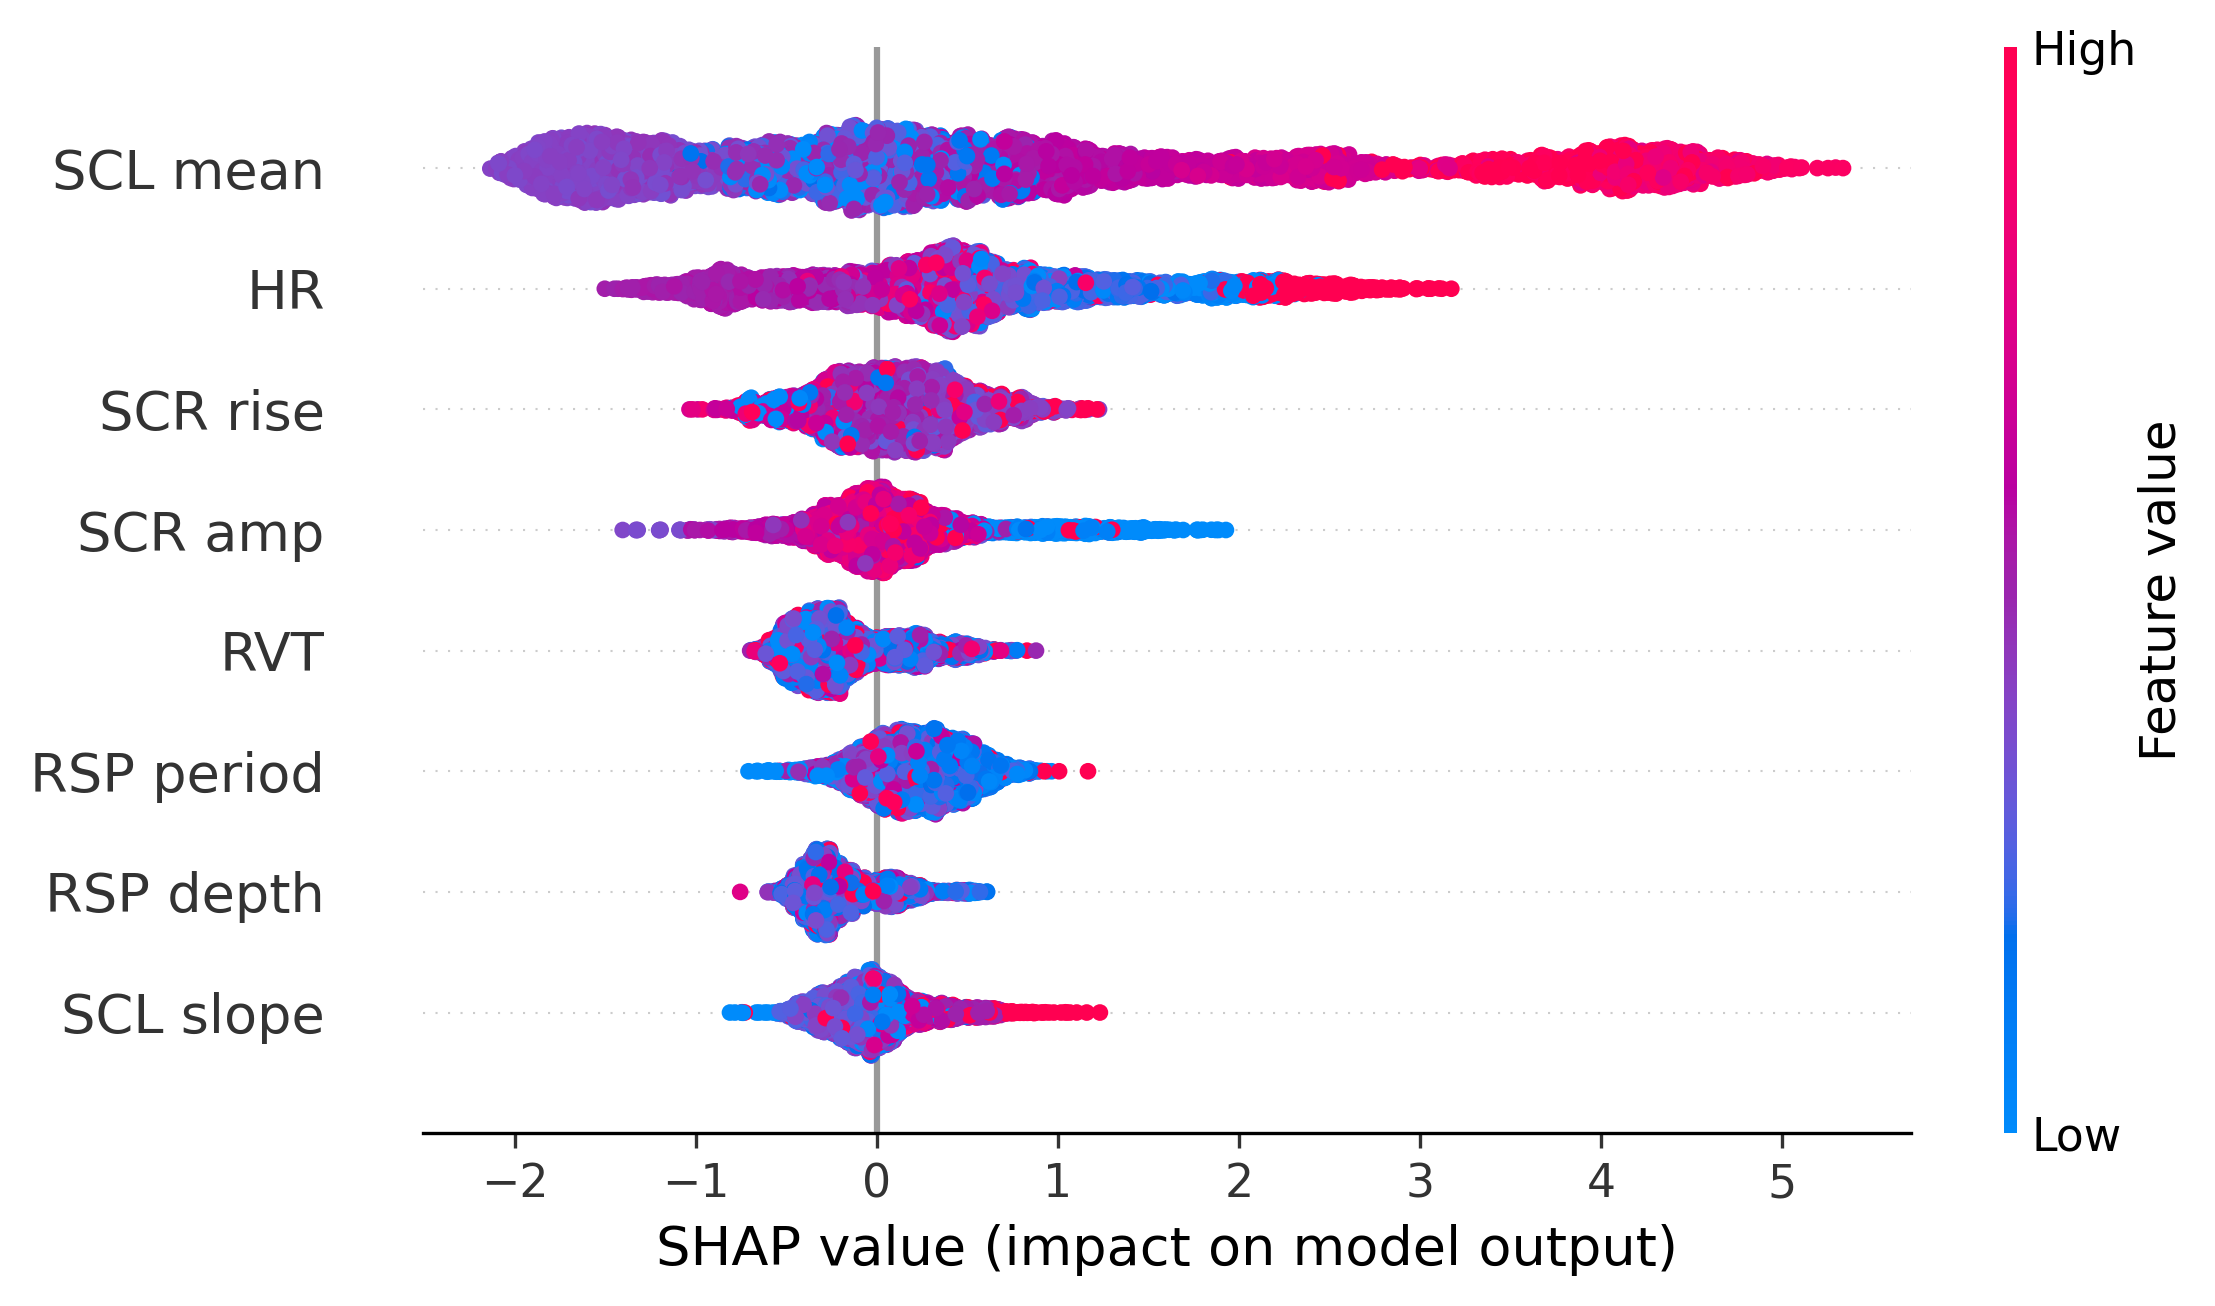 High
SCL mean
HR
SCR rise
SCR amp
RVT
RSP period
RSP depth
SCL slope
Feature value
Low
−2 −1 0 1 2 3 4 5
SHAP value (impact on model output)